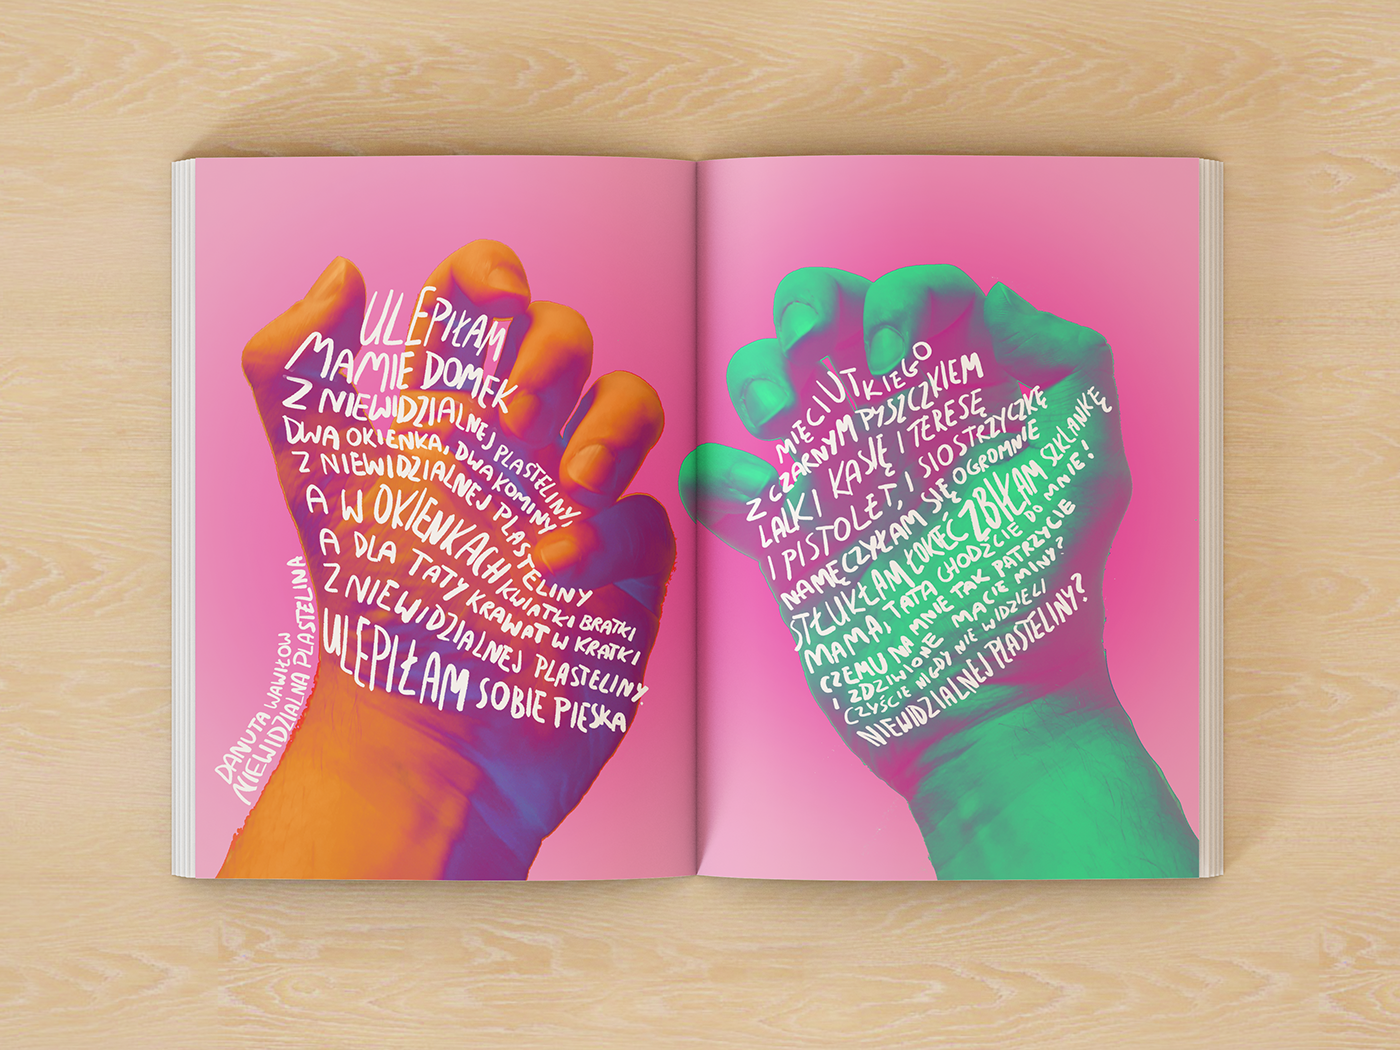 ULEPIŁAM
MAMIE DOMEK
Z NIEWIDZIALNEJ PLASTELINY,
DWA OKIENKA, DWA KOMINY
Z NIEWIDZIALNEJ PLASTELINY
A W OKIENKACH KWIATKI BRATKI
A DLA TATY KRAWAT W KRATKI
Z NIEWIDZIALNEJ PLASTELINY.
ULEPIŁAM SOBIE PIESKA
DANUTA WAWIŁOW
NIEWIDZIALNA PLASTELINA
MIĘCIUTKIEGO
Z CZARNYM PYSZCZKIEM
LALKI KASIĘ I TERESĘ
I PISTOLET, I SIOSTRZYCZKĘ
NAMĘCZYŁAM SIĘ OGROMNIE
STŁUKŁAM ŁOKEĆ ZBIŁAM SZKLANKĘ
MAMA, TATA CHODŹCIE DO MNIE!
CZEMU NA MNIE TAK PATRZYCIE
I ZDZIWIONE MACIE MINY?
CZYŚCIE NIGDY NIE WIDZIELI
NIEWIDZIALNEJ PLASTELINY?